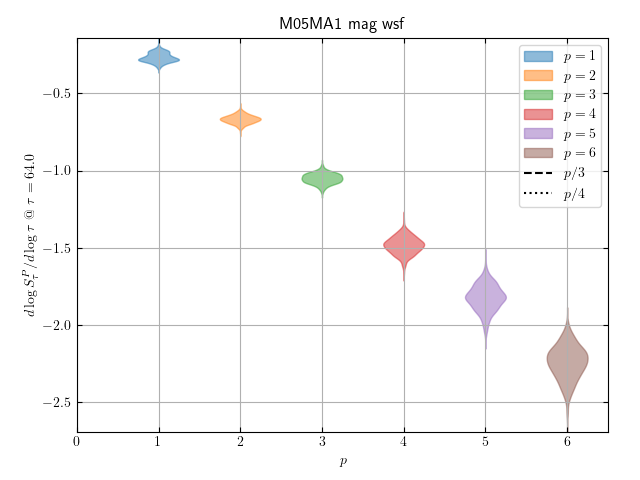 M05MA1 mag wsf
d log S_τ^P / d log τ @ τ = 64.0
−0.5
−1.0
−1.5
−2.0
−2.5
0 1 2 3 4 5 6
p
p = 1
p = 2
p = 3
p = 4
p = 5
p = 6
p/3
p/4